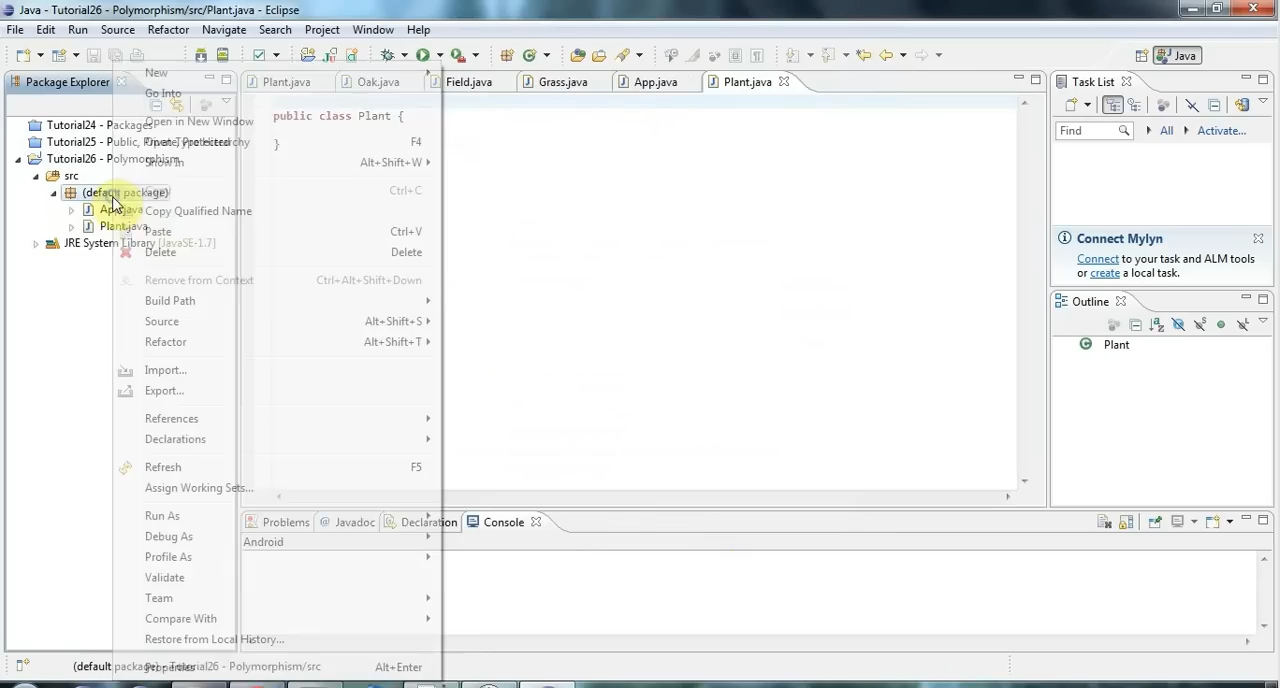 Java - Tutorial26 - Polymorphism/src/Plant.java - Eclipse
File Edit Run Source Refactor Navigate Search Project Window Help
Java
Package Explorer
Tutorial24 - Packages
Tutorial25 - Public, Private, Protected
Tutorial26 - Polymorphism
src
(default package)
App.java
Plant.java
JRE System Library [JavaSE-1.7]
New
Go Into
Open in New Window
Open Type Hierarchy F4
Show In Alt+Shift+W
Copy Ctrl+C
Copy Qualified Name
Paste Ctrl+V
Delete Delete
Remove from Context Ctrl+Alt+Shift+Down
Build Path
Source Alt+Shift+S
Refactor Alt+Shift+T
Import...
Export...
References
Declarations
Refresh F5
Assign Working Sets...
Run As
Debug As
Profile As
Validate
Team
Compare With
Restore from Local History...
Properties Alt+Enter
Plant.java Oak.java Field.java Grass.java App.java Plant.java
public class Plant {
}
Task List
Find All Activate...
Connect Mylyn
Connect to your task and ALM tools
or create a local task.
Outline
Plant
Problems @ Javadoc Declaration Console
Android
(default package) - Tutorial26 - Polymorphism/src